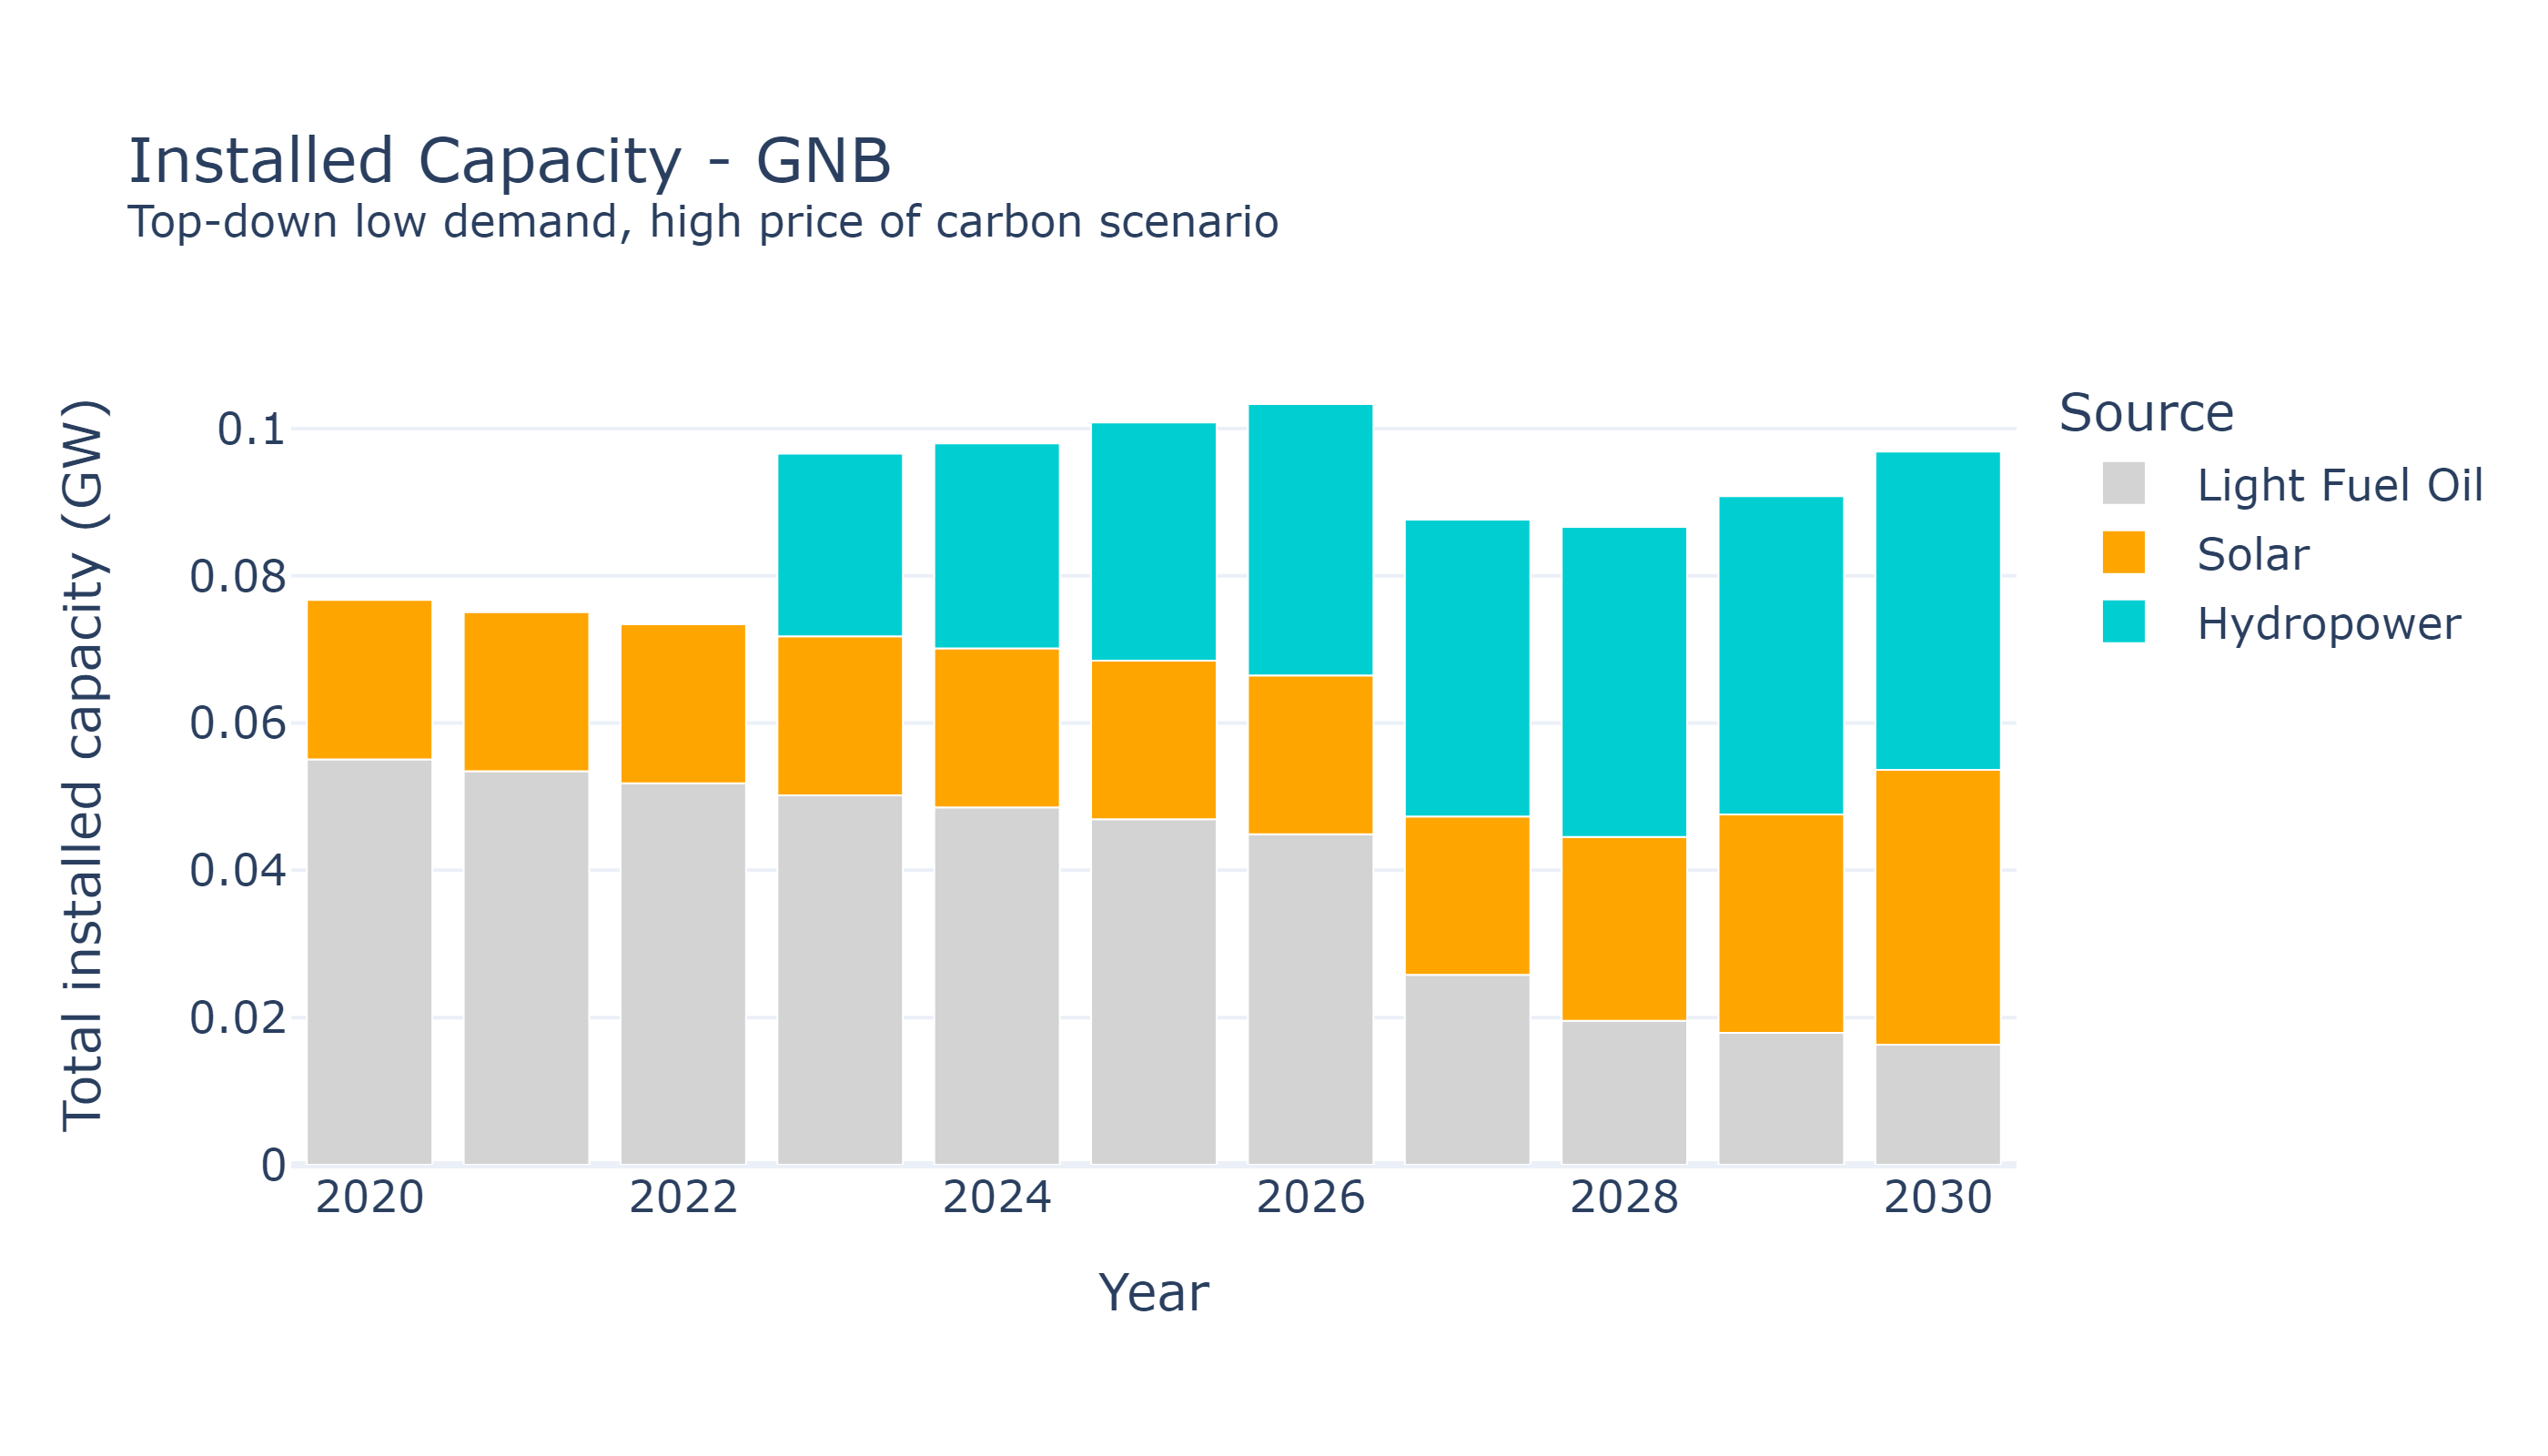 Installed Capacity - GNB
Top-down low demand, high price of carbon scenario
Total installed capacity (GW)
0.1
0.08
0.06
0.04
0.02
0
2020 2022 2024 2026 2028 2030
Year
Source
Light Fuel Oil
Solar
Hydropower